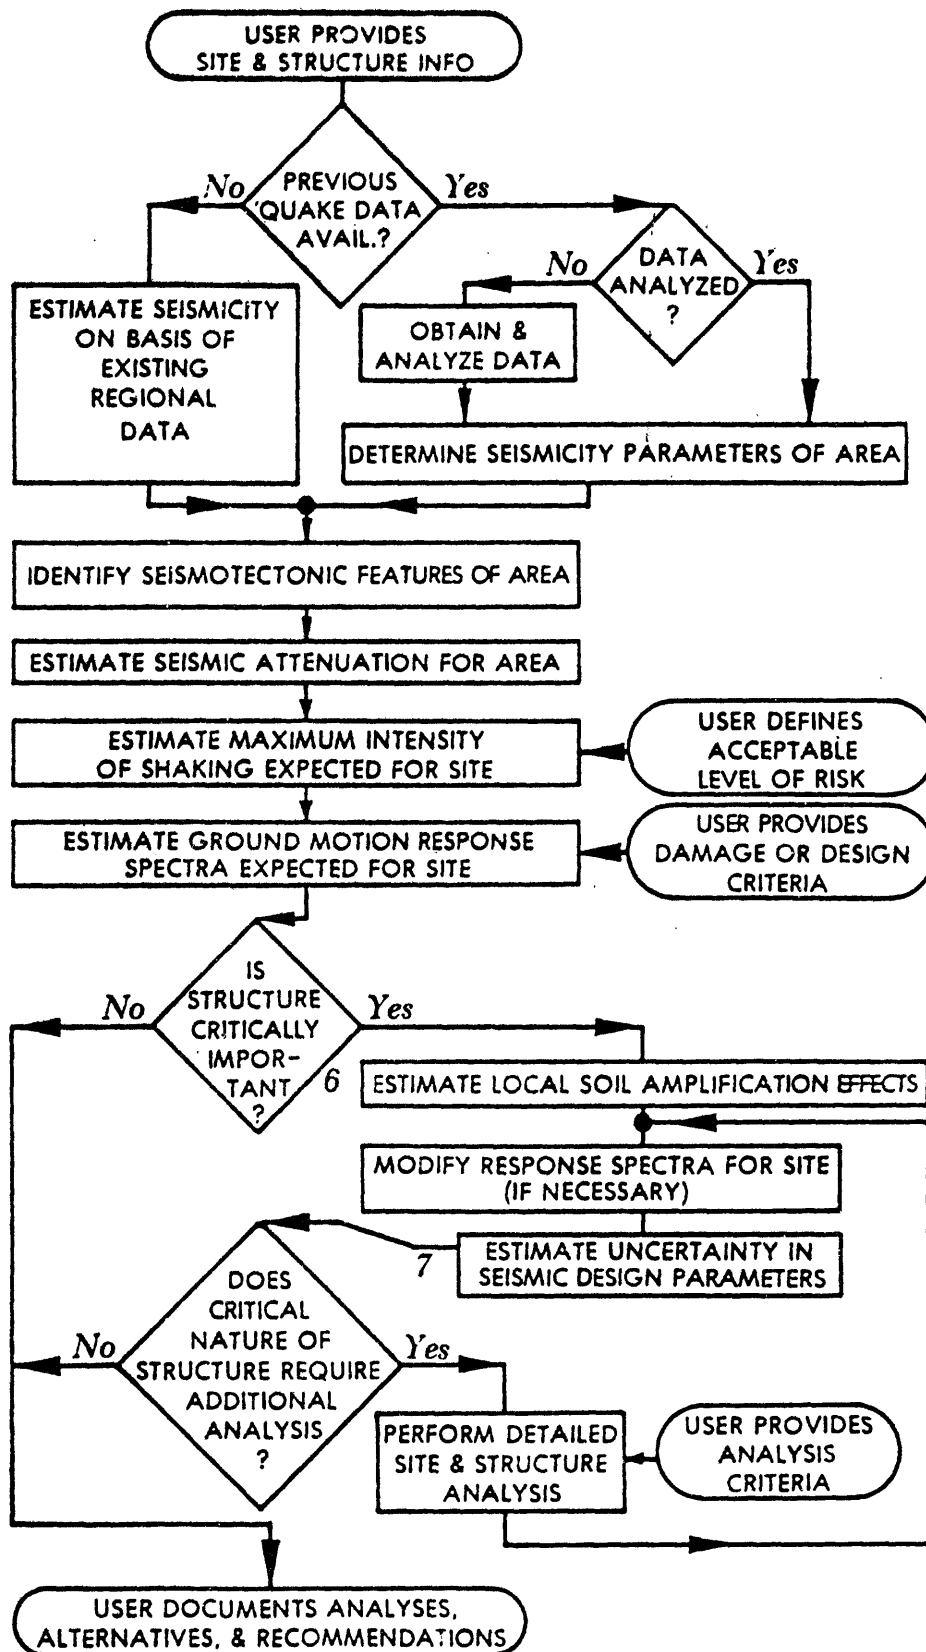 USER PROVIDES
SITE & STRUCTURE INFO
PREVIOUS
QUAKE DATA
AVAIL.?
No
Yes
DATA
ANALYZED
?
No
Yes
ESTIMATE SEISMICITY
ON BASIS OF
EXISTING
REGIONAL
DATA
OBTAIN &
ANALYZE DATA
DETERMINE SEISMICITY PARAMETERS OF AREA
IDENTIFY SEISMOTECTONIC FEATURES OF AREA
ESTIMATE SEISMIC ATTENUATION FOR AREA
ESTIMATE MAXIMUM INTENSITY
OF SHAKING EXPECTED FOR SITE
USER DEFINES
ACCEPTABLE
LEVEL OF RISK
ESTIMATE GROUND MOTION RESPONSE
SPECTRA EXPECTED FOR SITE
USER PROVIDES
DAMAGE OR DESIGN
CRITERIA
IS
STRUCTURE
CRITICALLY
IMPOR-
TANT
?
No
Yes
6
ESTIMATE LOCAL SOIL AMPLIFICATION EFFECTS
MODIFY RESPONSE SPECTRA FOR SITE
(IF NECESSARY)
7
ESTIMATE UNCERTAINTY IN
SEISMIC DESIGN PARAMETERS
DOES
CRITICAL
NATURE OF
STRUCTURE REQUIRE
ADDITIONAL
ANALYSIS
?
No
Yes
PERFORM DETAILED
SITE & STRUCTURE
ANALYSIS
USER PROVIDES
ANALYSIS
CRITERIA
USER DOCUMENTS ANALYSES,
ALTERNATIVES, & RECOMMENDATIONS